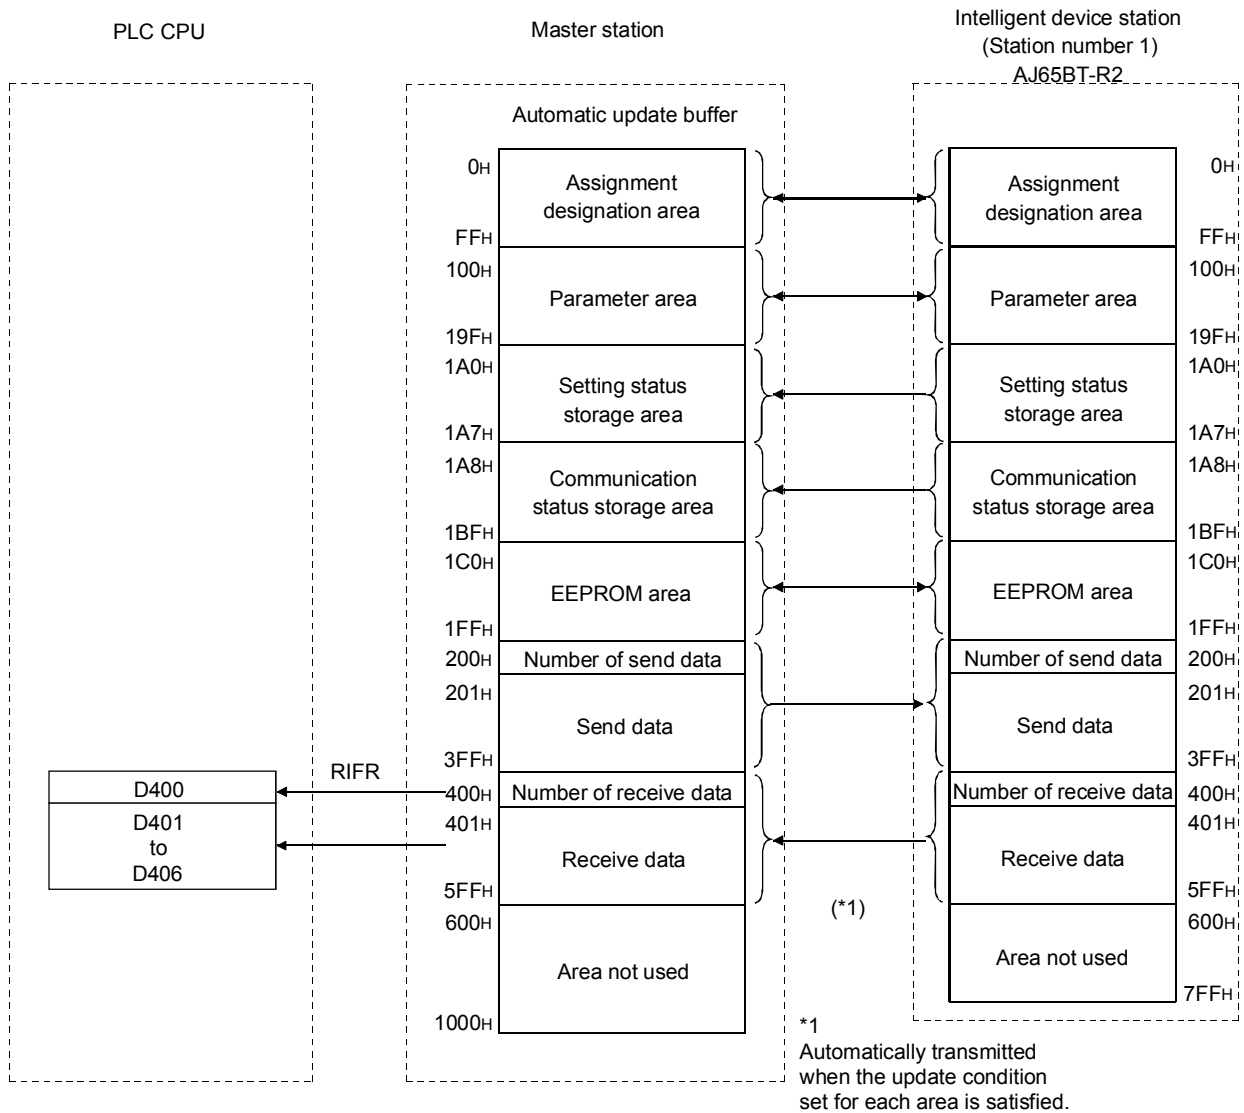 PLC CPU
Master station
Intelligent device station
(Station number 1)
AJ65BT-R2
Automatic update buffer
0H
Assignment
designation area
FFH
100H
Parameter area
19FH
1A0H
Setting status
storage area
1A7H
1A8H
Communication
status storage area
1BFH
1C0H
EEPROM area
1FFH
200H
Number of send data
201H
Send data
3FFH
400H
Number of receive data
401H
Receive data
5FFH
600H
Area not used
1000H
0H
Assignment
designation area
FFH
100H
Parameter area
19FH
1A0H
Setting status
storage area
1A7H
1A8H
Communication
status storage area
1BFH
1C0H
EEPROM area
1FFH
Number of send data
200H
201H
Send data
3FFH
Number of receive data
400H
401H
Receive data
5FFH
600H
Area not used
7FFH
RIFR
D400
D401
to
D406
(*1)
*1
Automatically transmitted
when the update condition
set for each area is satisfied.